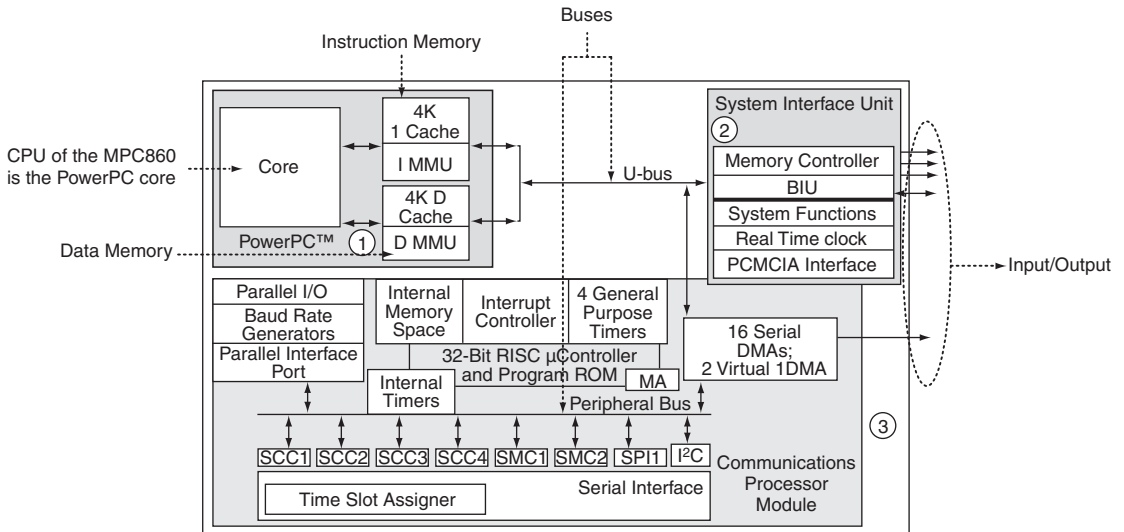 Buses
Instruction Memory
CPU of the MPC860
is the PowerPC core
Core
4K
1 Cache
I MMU
4K D
Cache
D MMU
PowerPC™
1
Data Memory
U-bus
System Interface Unit
2
Memory Controller
BIU
System Functions
Real Time clock
PCMCIA Interface
Input/Output
Parallel I/O
Baud Rate
Generators
Parallel Interface
Port
Internal
Memory
Space
Interrupt
Controller
4 General
Purpose
Timers
32-Bit RISC µController
and Program ROM
Internal
Timers
MA
16 Serial
DMAs;
2 Virtual 1DMA
Peripheral Bus
3
SCC1
SCC2
SCC3
SCC4
SMC1
SMC2
SPI1
I²C
Communications
Processor
Module
Serial Interface
Time Slot Assigner